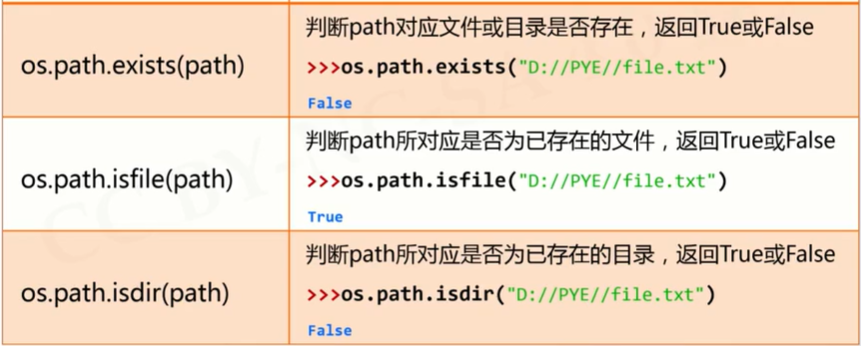 判断path对应文件或目录是否存在，返回True或False
os.path.exists(path)
>>>os.path.exists("D://PYE//file.txt")
False
判断path所对应是否为已存在的文件，返回True或False
os.path.isfile(path)
>>>os.path.isfile("D://PYE//file.txt")
True
判断path所对应是否为已存在的目录，返回True或False
os.path.isdir(path)
>>>os.path.isdir("D://PYE//file.txt")
False
CC BY-NC-SA